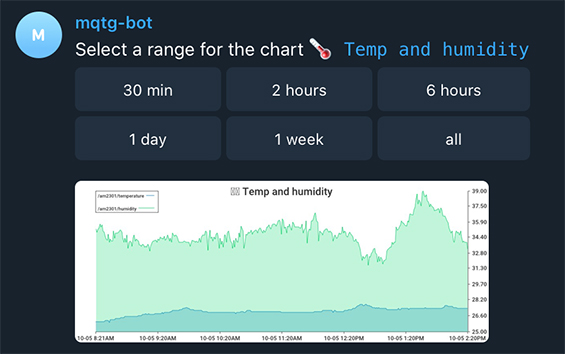 M
mqtg-bot
Select a range for the chart 🌡️ Temp and humidity
30 min
2 hours
6 hours
1 day
1 week
all
Temp and humidity
/am2301/temperature
/am2301/humidity
39.00
37.50
35.90
34.40
32.80
31.30
29.70
28.20
26.60
25.00
10-05 8:21AM
10-05 9:20AM
10-05 10:20AM
10-05 11:20AM
10-05 12:20PM
10-05 1:20PM
10-05 2:20PM